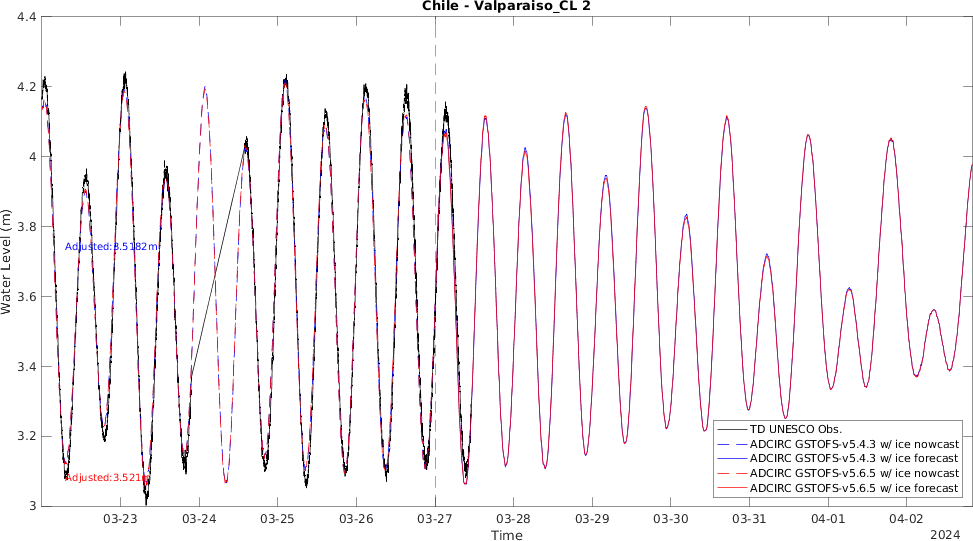 Chile - Valparaiso_CL 2
4.4
4.2
4
3.8
3.6
3.4
3.2
3
Water Level (m)
Adjusted:3.5182m
Adjusted:3.521m
TD UNESCO Obs.
ADCIRC GSTOFS-v5.4.3 w/ ice nowcast
ADCIRC GSTOFS-v5.4.3 w/ ice forecast
ADCIRC GSTOFS-v5.6.5 w/ ice nowcast
ADCIRC GSTOFS-v5.6.5 w/ ice forecast
03-23 03-24 03-25 03-26 03-27 03-28 03-29 03-30 03-31 04-01 04-02
Time
2024